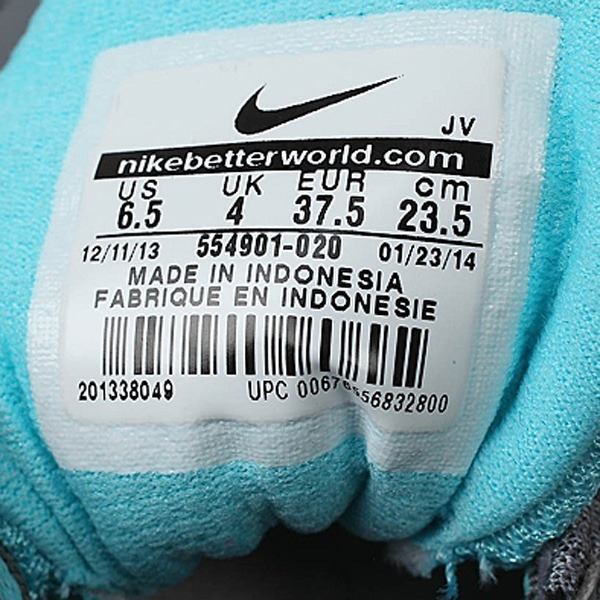 JV
nikebetterworld.com
US UK EUR cm
6.5 4 37.5 23.5
12/11/13 554901-020 01/23/14
MADE IN INDONESIA
FABRIQUE EN INDONESIE
201338049 UPC